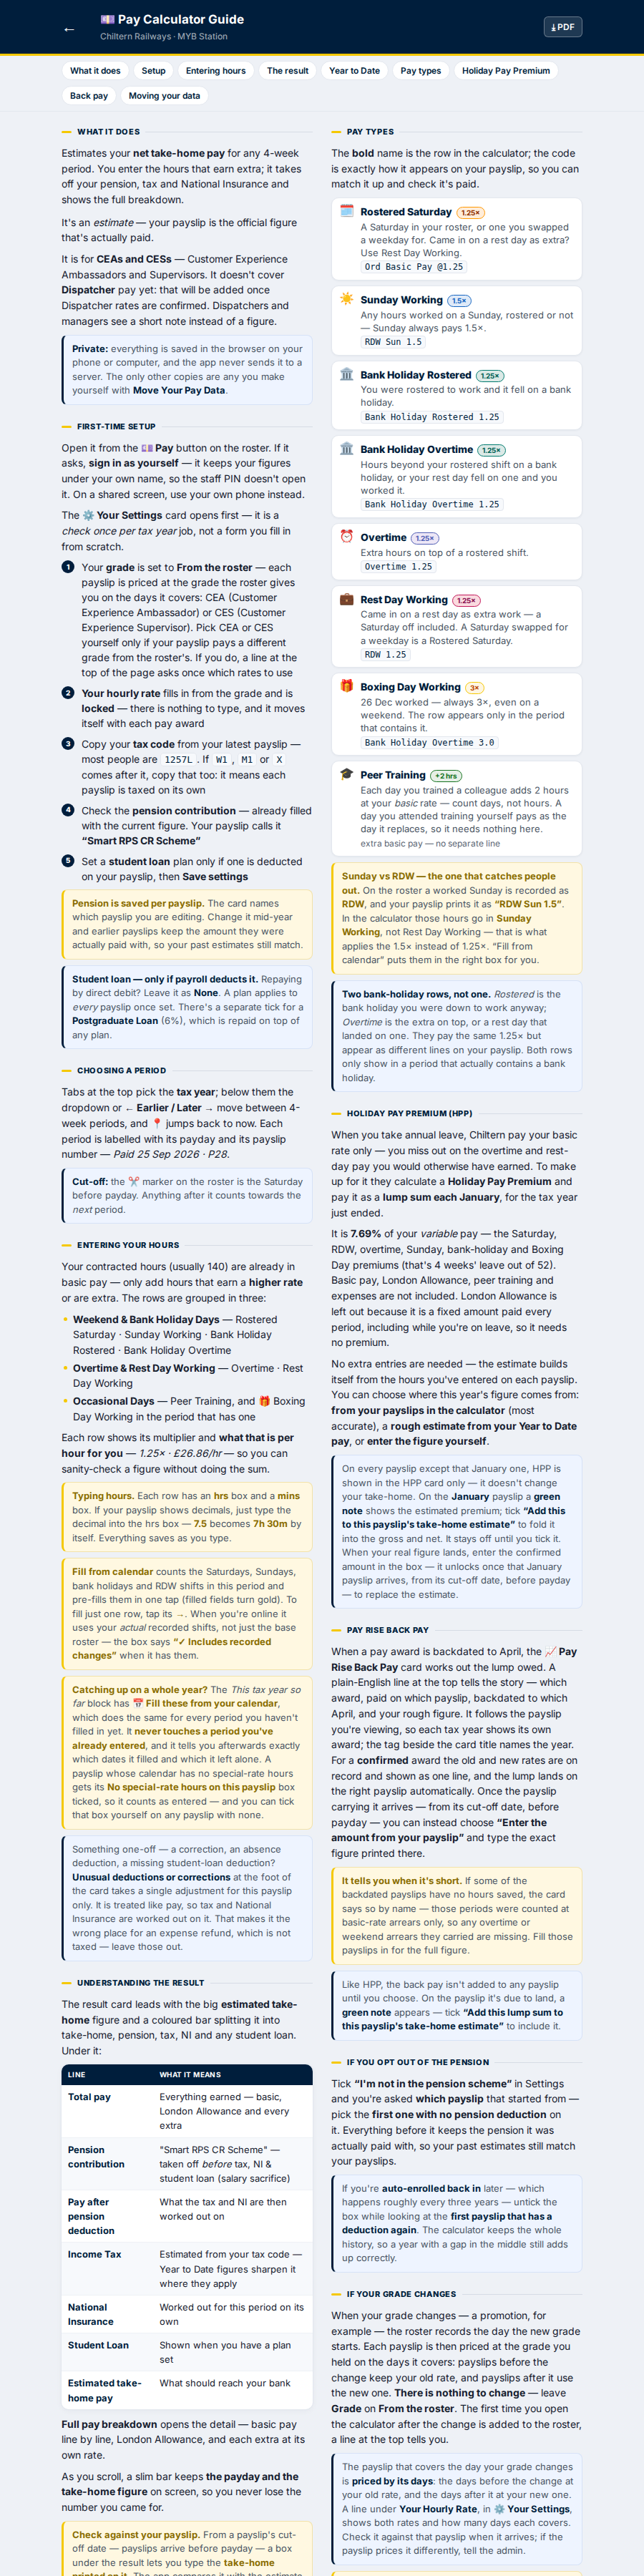 ←
💷 Pay Calculator Guide
Chiltern Railways · MYB Station
⤓ PDF
What it does
Setup
Entering hours
The result
Year to Date
Pay types
Holiday Pay Premium
Back pay
Moving your data
WHAT IT DOES
Estimates your net take-home pay for any 4-week
period. You enter the hours that earn extra; it takes
off your pension, tax and National Insurance and
shows the full breakdown.
It's an estimate — your payslip is the official figure
that's actually paid.
It is for CEAs and CESs — Customer Experience
Ambassadors and Supervisors. It doesn't cover
Dispatcher pay yet: that will be added once
Dispatcher rates are confirmed. Dispatchers and
managers see a short note instead of a figure.
Private: everything is saved in the browser on your
phone or computer, and the app never sends it to a
server. The only other copies are any you make
yourself with Move Your Pay Data.
FIRST-TIME SETUP
Open it from the 💷 Pay button on the roster. If it
asks, sign in as yourself — it keeps your figures
under your own name, so the staff PIN doesn't open
it. On a shared screen, use your own phone instead.
The ⚙️ Your Settings card opens first — it is a
check once per tax year job, not a form you fill in
from scratch.
1 Your grade is set to From the roster — each
payslip is priced at the grade the roster gives
you on the days it covers: CEA (Customer
Experience Ambassador) or CES (Customer
Experience Supervisor). Pick CEA or CES
yourself only if your payslip pays a different
grade from the roster's. If you do, a line at the
top of the page asks once which rates to use
2 Your hourly rate fills in from the grade and is
locked — there is nothing to type, and it moves
itself with each pay award
3 Copy your tax code from your latest payslip —
most people are 1257L . If W1 , M1 or X
comes after it, copy that too: it means each
payslip is taxed on its own
4 Check the pension contribution — already filled
with the current figure. Your payslip calls it
“Smart RPS CR Scheme”
5 Set a student loan plan only if one is deducted
on your payslip, then Save settings
Pension is saved per payslip. The card names
which payslip you are editing. Change it mid-year
and earlier payslips keep the amount they were
actually paid with, so your past estimates still match.
Student loan — only if payroll deducts it. Repaying
by direct debit? Leave it as None. A plan applies to
every payslip once set. There's a separate tick for a
Postgraduate Loan (6%), which is repaid on top of
any plan.
CHOOSING A PERIOD
Tabs at the top pick the tax year; below them the
dropdown or ← Earlier / Later → move between 4-
week periods, and 📍 jumps back to now. Each
period is labelled with its payday and its payslip
number — Paid 25 Sep 2026 · P28.
Cut-off: the ✂️ marker on the roster is the Saturday
before payday. Anything after it counts towards the
next period.
ENTERING YOUR HOURS
Your contracted hours (usually 140) are already in
basic pay — only add hours that earn a higher rate
or are extra. The rows are grouped in three:
Weekend & Bank Holiday Days — Rostered
Saturday · Sunday Working · Bank Holiday
Rostered · Bank Holiday Overtime
Overtime & Rest Day Working — Overtime · Rest
Day Working
Occasional Days — Peer Training, and 🎁 Boxing
Day Working in the period that has one
Each row shows its multiplier and what that is per
hour for you — 1.25× · £26.86/hr — so you can
sanity-check a figure without doing the sum.
Typing hours. Each row has an hrs box and a mins
box. If your payslip shows decimals, just type the
decimal into the hrs box — 7.5 becomes 7h 30m by
itself. Everything saves as you type.
Fill from calendar counts the Saturdays, Sundays,
bank holidays and RDW shifts in this period and
pre-fills them in one tap (filled fields turn gold). To
fill just one row, tap its →. When you're online it
uses your actual recorded shifts, not just the base
roster — the box says “✓ Includes recorded
changes” when it has them.
Catching up on a whole year? The This tax year so
far block has 📅 Fill these from your calendar,
which does the same for every period you haven't
filled in yet. It never touches a period you've
already entered, and it tells you afterwards exactly
which dates it filled and which it left alone. A
payslip whose calendar has no special-rate hours
gets its No special-rate hours on this payslip box
ticked, so it counts as entered — and you can tick
that box yourself on any payslip with none.
Something one-off — a correction, an absence
deduction, a missing student-loan deduction?
Unusual deductions or corrections at the foot of
the card takes a single adjustment for this payslip
only. It is treated like pay, so tax and National
Insurance are worked out on it. That makes it the
wrong place for an expense refund, which is not
taxed — leave those out.
UNDERSTANDING THE RESULT
The result card leads with the big estimated take-
home figure and a coloured bar splitting it into
take-home, pension, tax, NI and any student loan.
Under it:
LINE WHAT IT MEANS
Total pay Everything earned — basic,
London Allowance and every
extra
Pension "Smart RPS CR Scheme" —
contribution taken off before tax, NI &
student loan (salary sacrifice)
Pay after What the tax and NI are then
pension worked out on
deduction
Income Tax Estimated from your tax code —
Year to Date figures sharpen it
where they apply
National Worked out for this period on its
Insurance own
Student Loan Shown when you have a plan
set
Estimated take- What should reach your bank
home pay
Full pay breakdown opens the detail — basic pay
line by line, London Allowance, and each extra at its
own rate.
As you scroll, a slim bar keeps the payday and the
take-home figure on screen, so you never lose the
number you came for.
Check against your payslip. From a payslip's cut-
off date — payslips arrive before payday — a box
under the result lets you type the take-home
PAY TYPES
The bold name is the row in the calculator; the code
is exactly how it appears on your payslip, so you can
match it up and check it's paid.
🗓️ Rostered Saturday 1.25×
A Saturday in your roster, or one you swapped
a weekday for. Came in on a rest day as extra?
Use Rest Day Working.
Ord Basic Pay @1.25
☀️ Sunday Working 1.5×
Any hours worked on a Sunday, rostered or not
— Sunday always pays 1.5×.
RDW Sun 1.5
🏛️ Bank Holiday Rostered 1.25×
You were rostered to work and it fell on a bank
holiday.
Bank Holiday Rostered 1.25
🏛️ Bank Holiday Overtime 1.25×
Hours beyond your rostered shift on a bank
holiday, or your rest day fell on one and you
worked it.
Bank Holiday Overtime 1.25
⏰ Overtime 1.25×
Extra hours on top of a rostered shift.
Overtime 1.25
💼 Rest Day Working 1.25×
Came in on a rest day as extra work — a
Saturday off included. A Saturday swapped for
a weekday is a Rostered Saturday.
RDW 1.25
🎁 Boxing Day Working 3×
26 Dec worked — always 3×, even on a
weekend. The row appears only in the period
that contains it.
Bank Holiday Overtime 3.0
🎓 Peer Training +2 hrs
Each day you trained a colleague adds 2 hours
at your basic rate — count days, not hours. A
day you attended training yourself pays as the
day it replaces, so it needs nothing here.
extra basic pay — no separate line
Sunday vs RDW — the one that catches people
out. On the roster a worked Sunday is recorded as
RDW, and your payslip prints it as “RDW Sun 1.5”.
In the calculator those hours go in Sunday
Working, not Rest Day Working — that is what
applies the 1.5× instead of 1.25×. “Fill from
calendar” puts them in the right box for you.
Two bank-holiday rows, not one. Rostered is the
bank holiday you were down to work anyway;
Overtime is the extra on top, or a rest day that
landed on one. They pay the same 1.25× but
appear as different lines on your payslip. Both rows
only show in a period that actually contains a bank
holiday.
HOLIDAY PAY PREMIUM (HPP)
When you take annual leave, Chiltern pay your basic
rate only — you miss out on the overtime and rest-
day pay you would otherwise have earned. To make
up for it they calculate a Holiday Pay Premium and
pay it as a lump sum each January, for the tax year
just ended.
It is 7.69% of your variable pay — the Saturday,
RDW, overtime, Sunday, bank-holiday and Boxing
Day premiums (that's 4 weeks' leave out of 52).
Basic pay, London Allowance, peer training and
expenses are not included. London Allowance is
left out because it is a fixed amount paid every
period, including while you're on leave, so it needs
no premium.
No extra entries are needed — the estimate builds
itself from the hours you've entered on each payslip.
You can choose where this year's figure comes from:
from your payslips in the calculator (most
accurate), a rough estimate from your Year to Date
pay, or enter the figure yourself.
On every payslip except that January one, HPP is
shown in the HPP card only — it doesn't change
your take-home. On the January payslip a green
note shows the estimated premium; tick “Add this
to this payslip's take-home estimate” to fold it
into the gross and net. It stays off until you tick it.
When your real figure lands, enter the confirmed
amount in the box — it unlocks once that January
payslip arrives, from its cut-off date, before payday
— to replace the estimate.
PAY RISE BACK PAY
When a pay award is backdated to April, the 📈 Pay
Rise Back Pay card works out the lump owed. A
plain-English line at the top tells the story — which
award, paid on which payslip, backdated to which
April, and your rough figure. It follows the payslip
you're viewing, so each tax year shows its own
award; the tag beside the card title names the year.
For a confirmed award the old and new rates are on
record and shown as one line, and the lump lands on
the right payslip automatically. Once the payslip
carrying it arrives — from its cut-off date, before
payday — you can instead choose “Enter the
amount from your payslip” and type the exact
figure printed there.
It tells you when it's short. If some of the
backdated payslips have no hours saved, the card
says so by name — those periods were counted at
basic-rate arrears only, so any overtime or
weekend arrears they carried are missing. Fill those
payslips in for the full figure.
Like HPP, the back pay isn't added to any payslip
until you choose. On the payslip it's due to land, a
green note appears — tick “Add this lump sum to
this payslip's take-home estimate” to include it.
IF YOU OPT OUT OF THE PENSION
Tick “I'm not in the pension scheme” in Settings
and you're asked which payslip that started from —
pick the first one with no pension deduction on
it. Everything before it keeps the pension it was
actually paid with, so your past estimates still match
your payslips.
If you're auto-enrolled back in later — which
happens roughly every three years — untick the
box while looking at the first payslip that has a
deduction again. The calculator keeps the whole
history, so a year with a gap in the middle still adds
up correctly.
IF YOUR GRADE CHANGES
When your grade changes — a promotion, for
example — the roster records the day the new grade
starts. Each payslip is then priced at the grade you
held on the days it covers: payslips before the
change keep your old rate, and payslips after it use
the new one. There is nothing to change — leave
Grade on From the roster. The first time you open
the calculator after the change is added to the roster,
a line at the top tells you.
The payslip that covers the day your grade changes
is priced by its days: the days before the change at
your old rate, and the days after it at your new one.
A line under Your Hourly Rate, in ⚙️ Your Settings,
shows both rates and how many days each covers.
Check it against that payslip when it arrives; if the
payslip prices it differently, tell the admin.